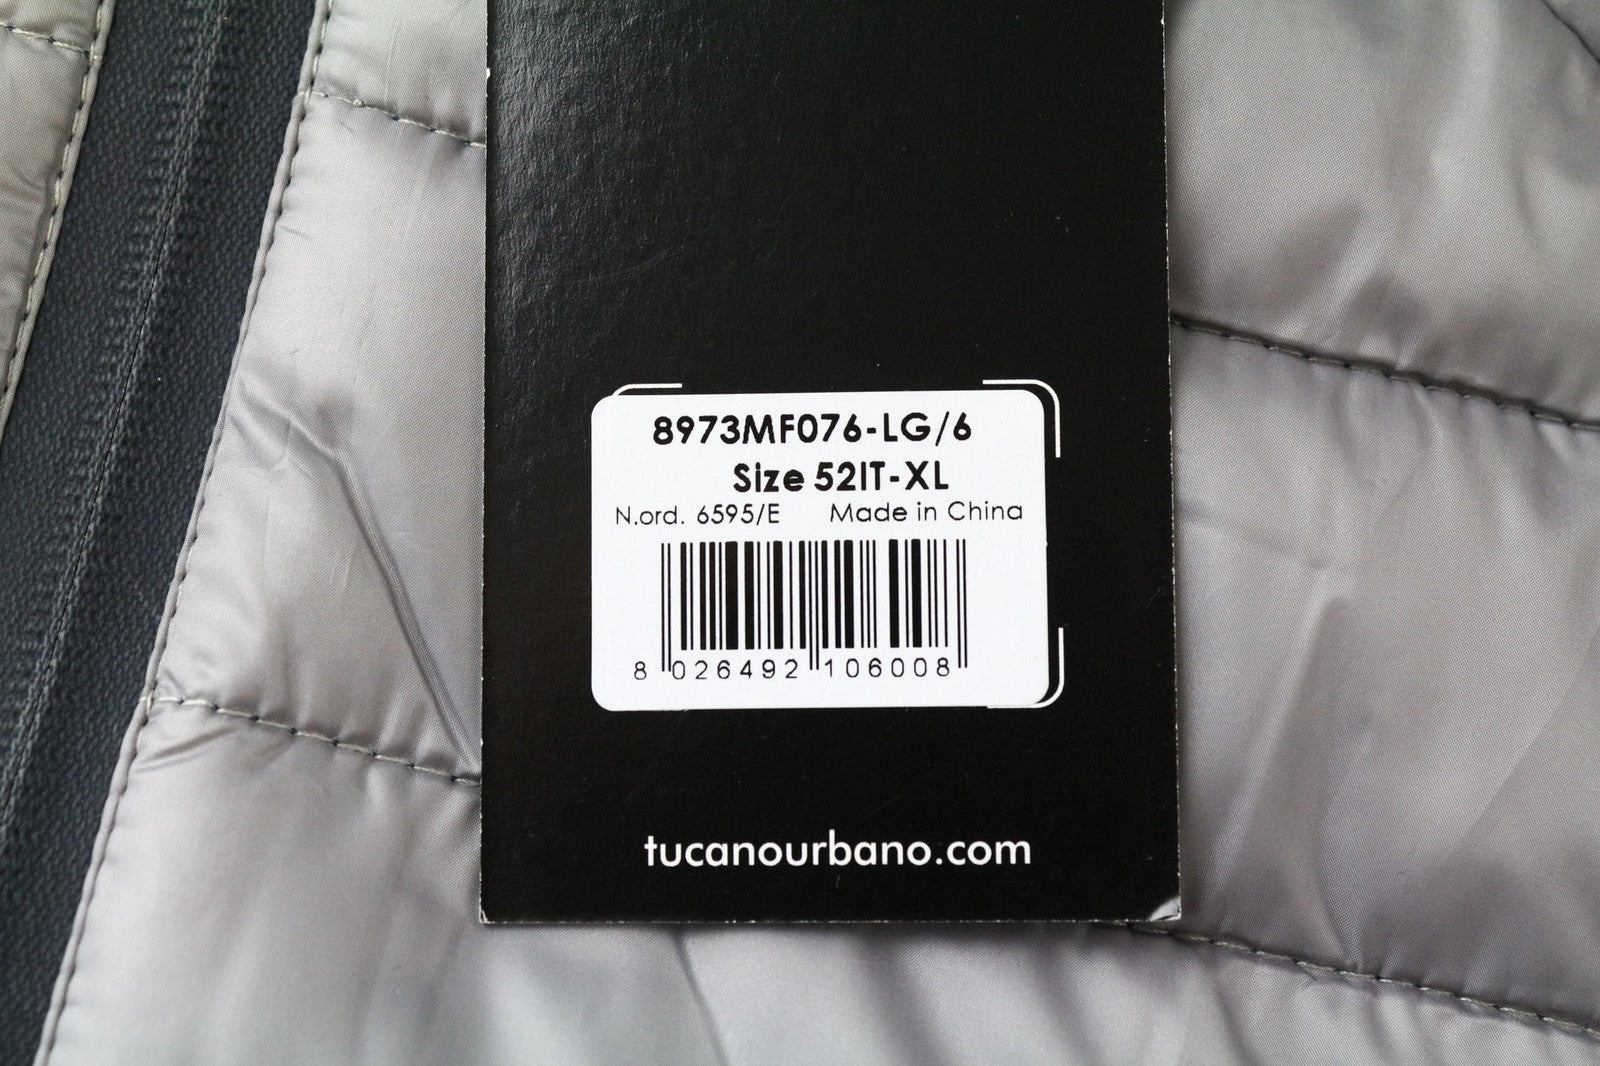 8973MF076-LG/6
Size 52IT-XL
N.ord. 6595/E Made in China
8 026492 106008
tucanourbano.com